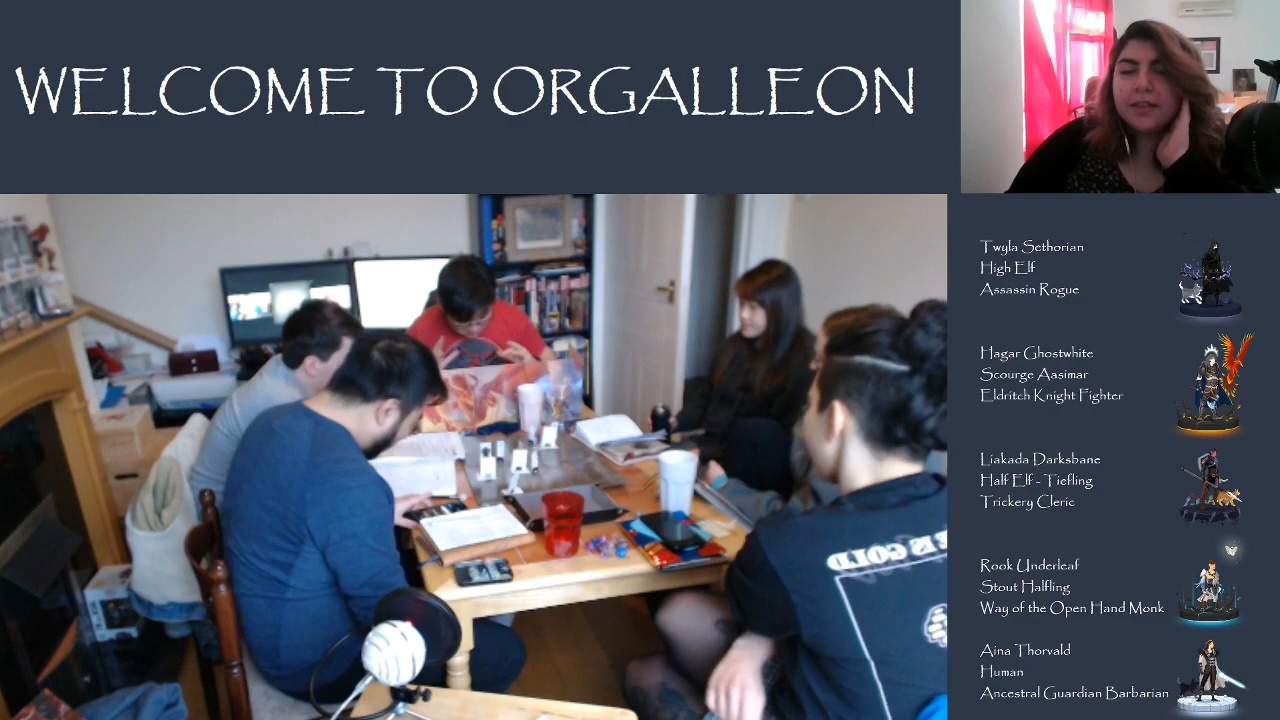 WELCOME TO ORGALLEON
Twyla Sethorian
High Elf
Assassin Rogue
Hagar Ghostwhite
Scourge Aasimar
Eldritch Knight Fighter
Liakada Darksbane
Half Elf - Tiefling
Trickery Cleric
Rook Underleaf
Stout Halfling
Way of the Open Hand Monk
Aina Thorvald
Human
Ancestral Guardian Barbarian